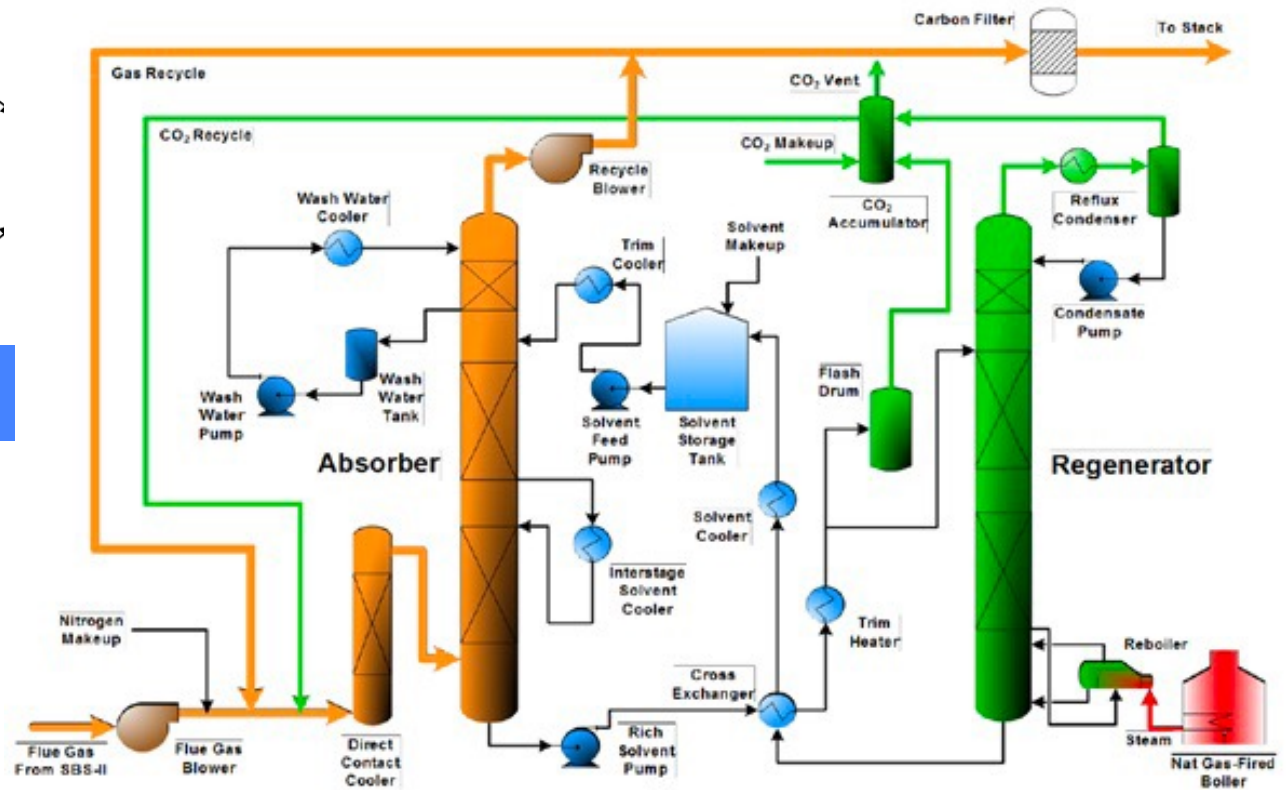 Carbon Filter
To Stack
Gas Recycle
CO₂ Vent
CO₂ Recycle
CO₂ Makeup
Recycle
Blower
Wash Water
Cooler
CO₂
Accumulator
Reflux
Condenser
Solvent
Makeup
Trim
Cooler
Condensate
Pump
Flash
Drum
Wash
Water
Tank
Wash
Water
Pump
Solvent
Feed
Pump
Solvent
Storage
Tank
Absorber
Regenerator
Solvent
Cooler
Interstage
Solvent
Cooler
Nitrogen
Makeup
Trim
Heater
Reboiler
Cross
Exchanger
Flue Gas
From SBS-II
Flue Gas
Blower
Direct
Contact
Cooler
Rich
Solvent
Pump
Steam
Nat Gas-Fired
Boiler